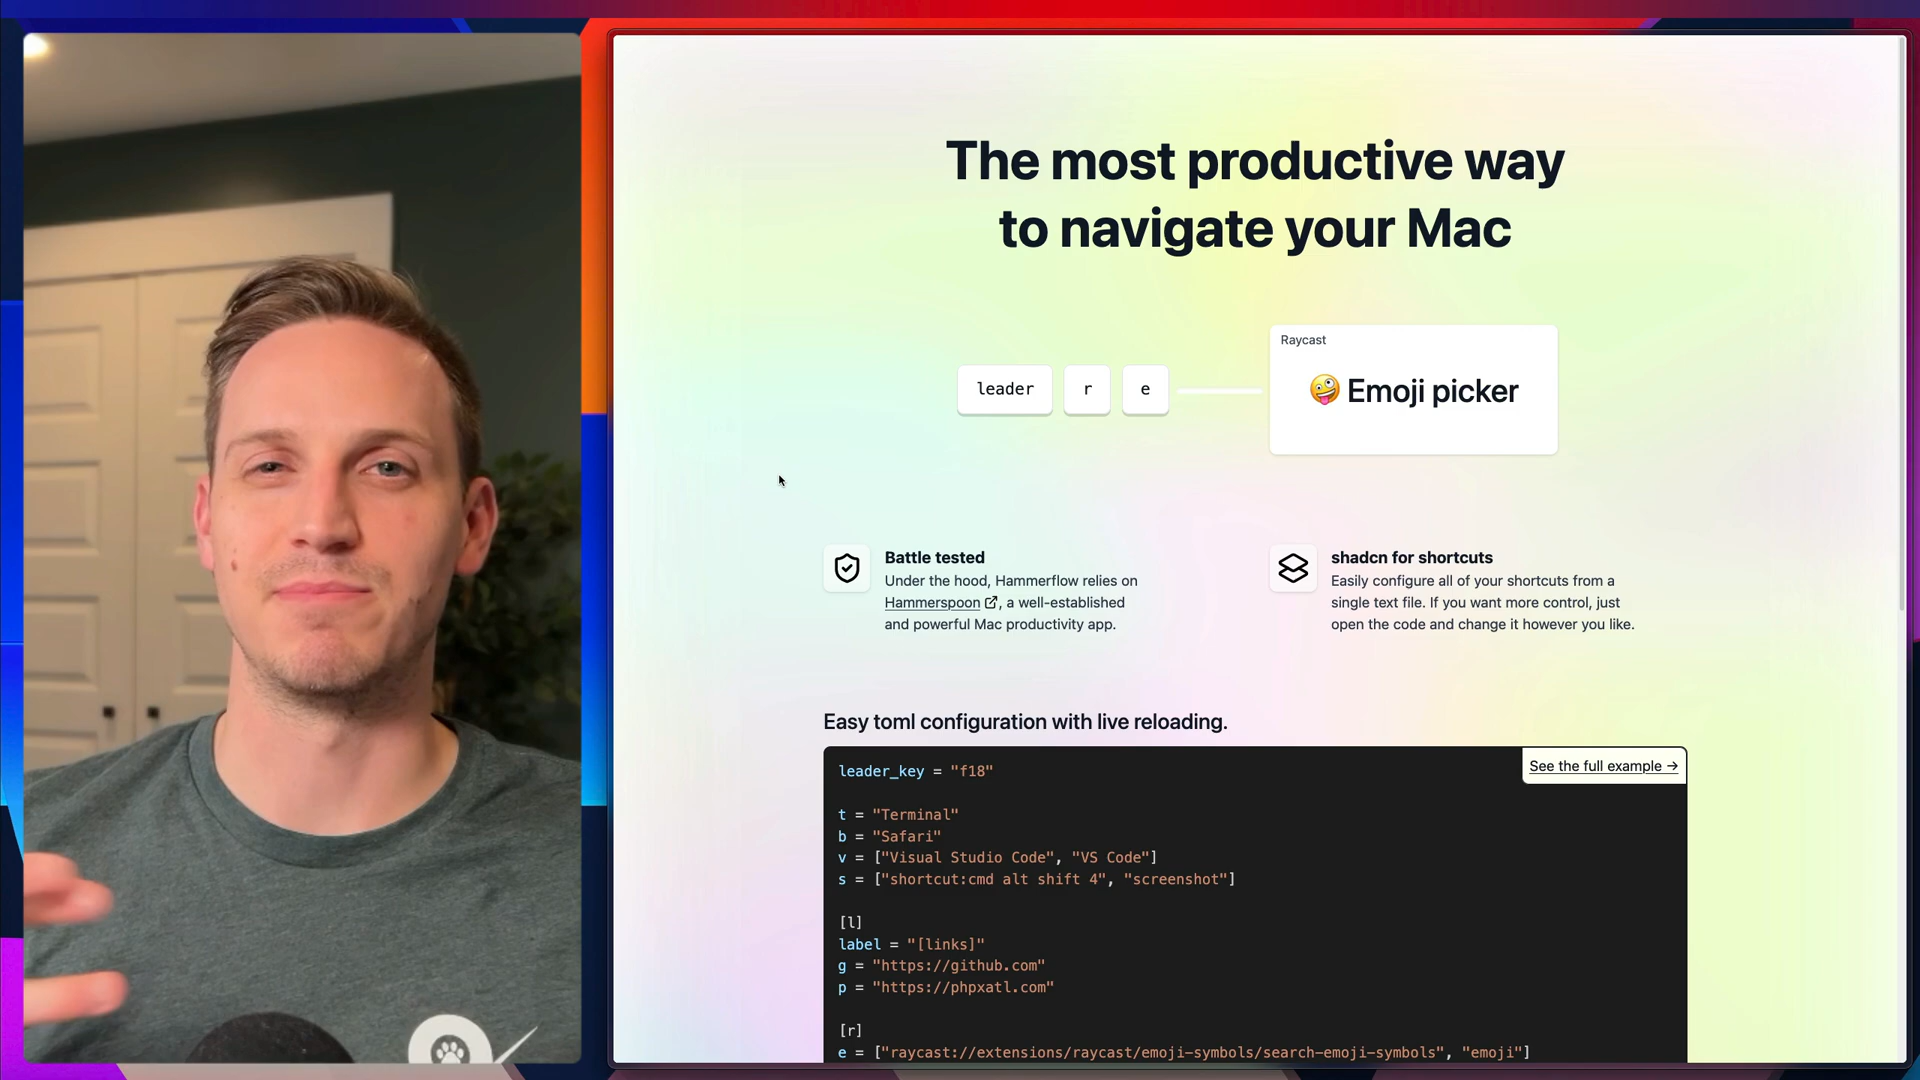 The most productive way
to navigate your Mac
leader r e
Raycast
🤪 Emoji picker
Battle tested
Under the hood, Hammerflow relies on
Hammerspoon, a well-established
and powerful Mac productivity app.
shadcn for shortcuts
Easily configure all of your shortcuts from a
single text file. If you want more control, just
open the code and change it however you like.
Easy toml configuration with live reloading.
See the full example →
leader_key = "f18"
t = "Terminal"
b = "Safari"
v = ["Visual Studio Code", "VS Code"]
s = ["shortcut:cmd alt shift 4", "screenshot"]
[l]
label = "[links]"
g = "https://github.com"
p = "https://phpxatl.com"
[r]
e = ["raycast://extensions/raycast/emoji-symbols/search-emoji-symbols", "emoji"]